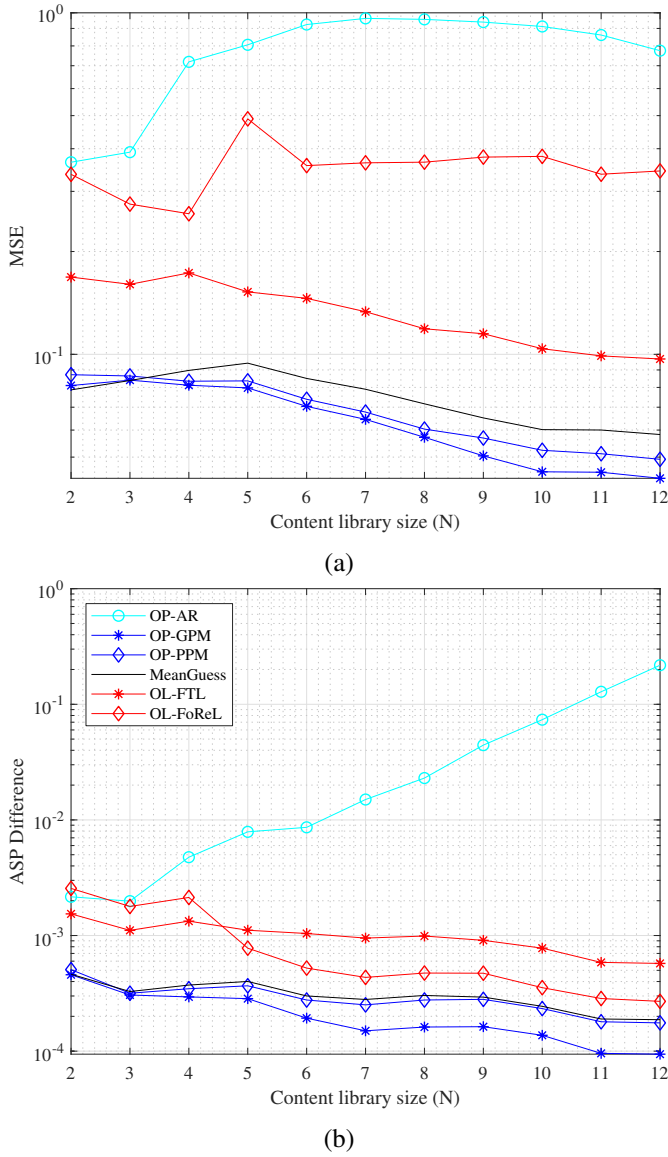 10^0
10^-1
MSE
2 3 4 5 6 7 8 9 10 11 12
Content library size (N)
(a)
10^0
10^-1
10^-2
10^-3
10^-4
ASP Difference
OP-AR
OP-GPM
OP-PPM
MeanGuess
OL-FTL
OL-FoReL
2 3 4 5 6 7 8 9 10 11 12
Content library size (N)
(b)